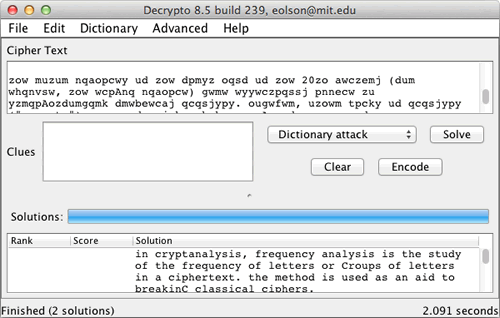 Decrypto 8.5 build 239, eolson@mit.edu
File Edit Dictionary Advanced Help
Cipher Text
zow muzum nqaopcwy ud zow dpmyz oqsd ud zow 20zo awczemj (dum
whqnvsw, zow wcpAnq nqaopcw) gwmw wyywczpqssj pnnecw zu
yzmqpAozdumgqmk dmwbewcaj qcqsjypy. ougwfwm, uzowm tpcky ud qcqsjypy
Clues
Dictionary attack
Solve
Clear Encode
Solutions:
Rank Score Solution
in cryptanalysis, frequency analysis is the study
of the frequency of letters or Croups of letters
in a ciphertext. the method is used as an aid to
breakinC classical ciphers.
Finished (2 solutions) 2.091 seconds